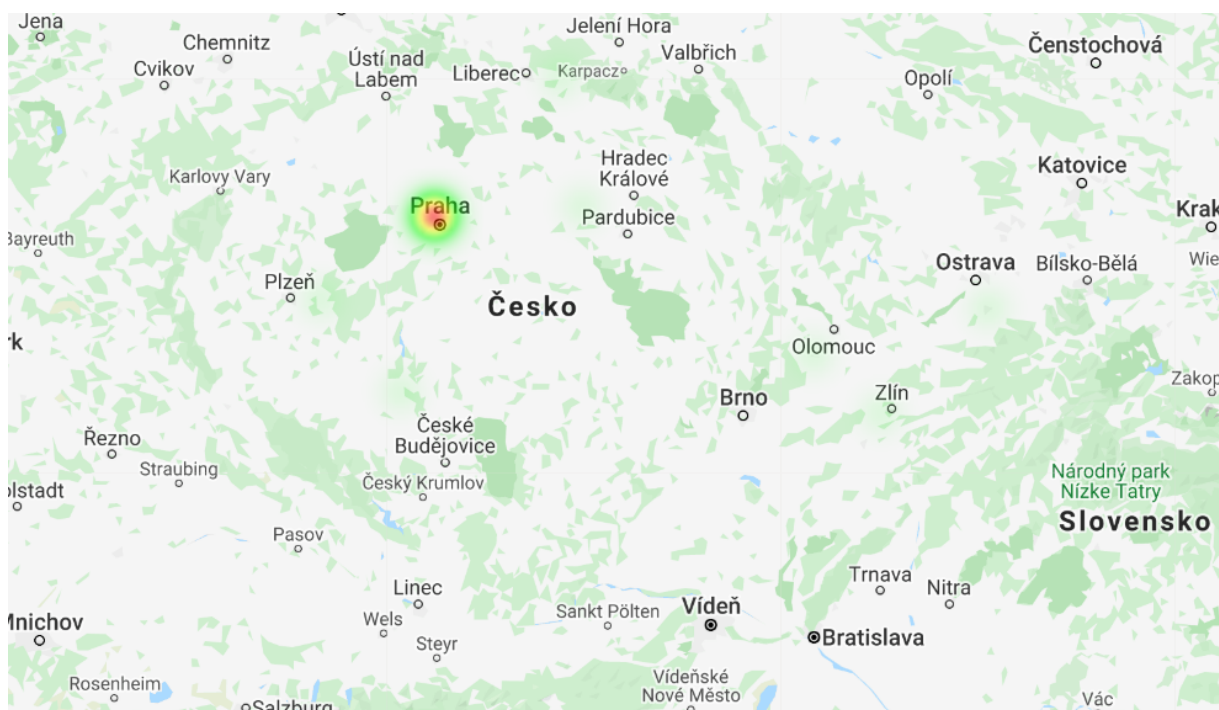 Jena
Chemnitz
Cvikov
Ústí nad
Labem
Liberec
Jelení Hora
Karpacz
Valbřich
Opolí
Čenstochová
Karlovy Vary
Praha
Hradec
Králové
Pardubice
Katovice
Krak
Bayreuth
Plzeň
Česko
Ostrava
Bílsko-Bělá
Wie
rk
Olomouc
Zakop
Brno
Zlín
Řezno
Straubing
České
Budějovice
Český Krumlov
olstadt
Národný park
Nízke Tatry
Slovensko
Pasov
Linec
Wels
Steyr
Sankt Pölten
Vídeň
Trnava
Nitra
Bratislava
Mnichov
Rosenheim
Salzburg
Vídeňské
Nové Město
Vác